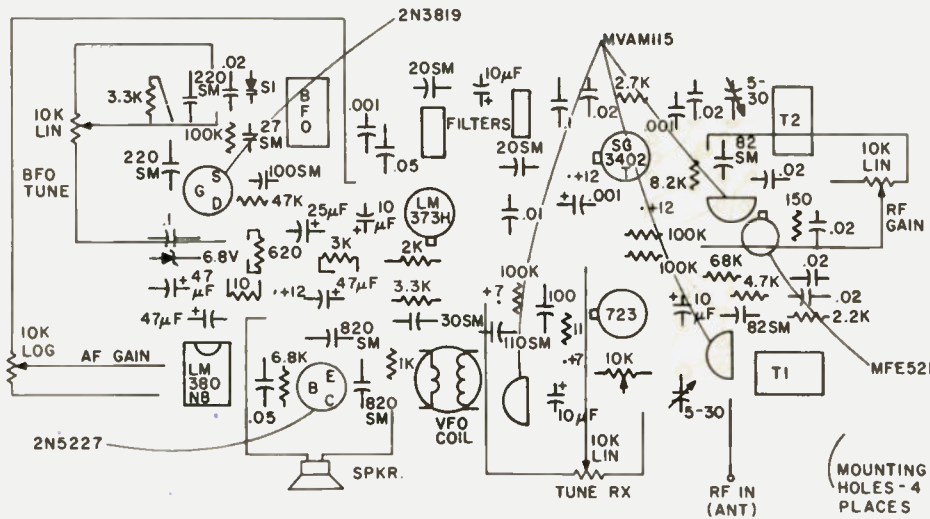 2N3819
MVAM115
.02
220
SM
S1
3.3K
10K
LIN
100K
27
SM
BFO
BFO
TUNE
220
SM
S
G
D
100SM
47K
.001
.05
20SM
10µF
+
FILTERS
20SM
.1
.02
2.7K
.001
.02
5-
30
T2
SG
3402
T
82
SM
8.2K
.02
10K
LIN
RF
GAIN
150
.02
.1
6.8V
620
25µF
+
10
µF
+
LM
373H
.01
.+12
.001
+
.+12
100K
100K
68K
4.7K
.02
.02
2.2K
+47
µF
10
.+12
3K
+
47µF
2K
3.3K
30SM
100K
+7
110SM
100
11
.+7
723
+
10
µF
82SM
47µF
+
10K
LOG
AF GAIN
LM
380
N8
820
SM
6.8K
.05
E
B
C
820
SM
1K
VFO
COIL
+
10µF
10K
5-30
T1
MFE521
2N5227
SPKR.
10K
LIN
TUNE RX
RF IN
(ANT)
MOUNTING
HOLES-4
PLACES